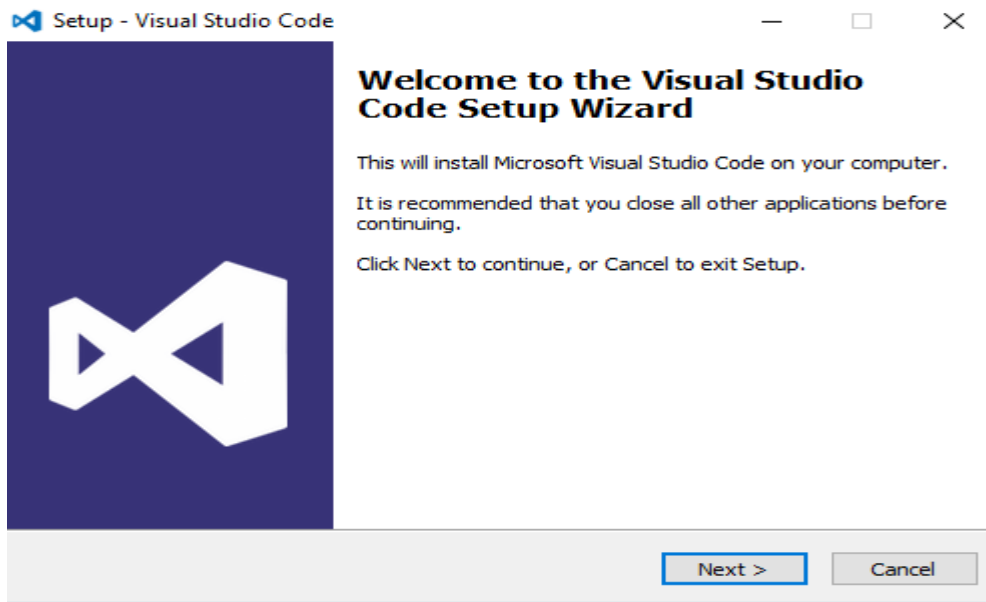 Setup - Visual Studio Code
Welcome to the Visual Studio
Code Setup Wizard
This will install Microsoft Visual Studio Code on your computer.
It is recommended that you close all other applications before
continuing.
Click Next to continue, or Cancel to exit Setup.
Next >
Cancel